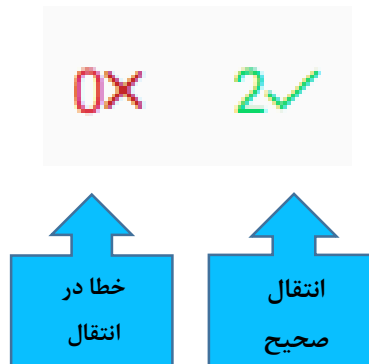 0✕ 2✓
خطا در
انتقال
انتقال
صحیح